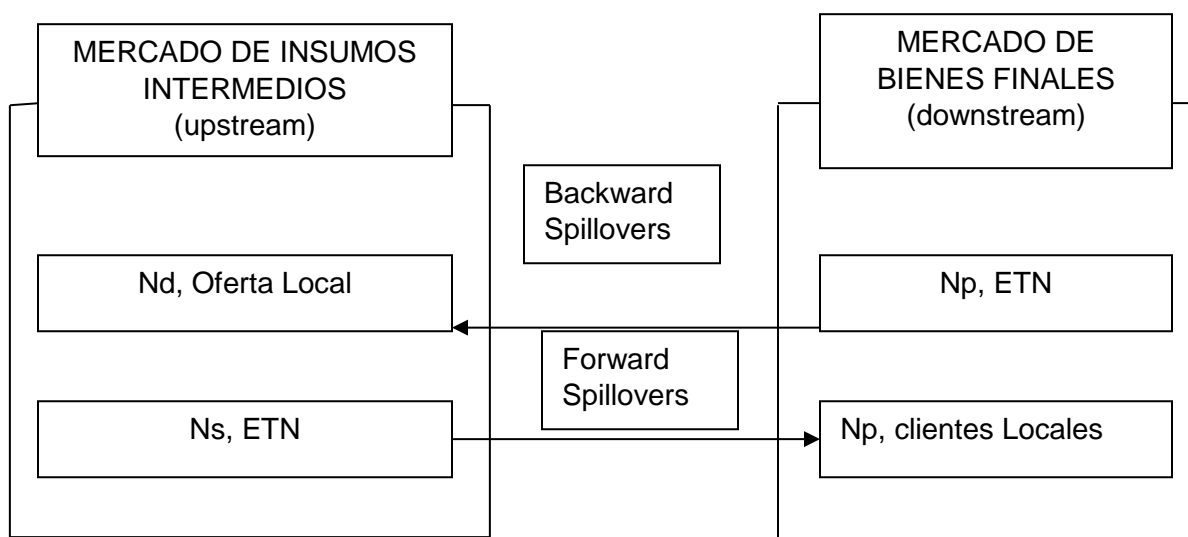 MERCADO DE INSUMOS
INTERMEDIOS
(upstream)
MERCADO DE
BIENES FINALES
(downstream)
Backward
Spillovers
Nd, Oferta Local
Np, ETN
Forward
Spillovers
Ns, ETN
Np, clientes Locales